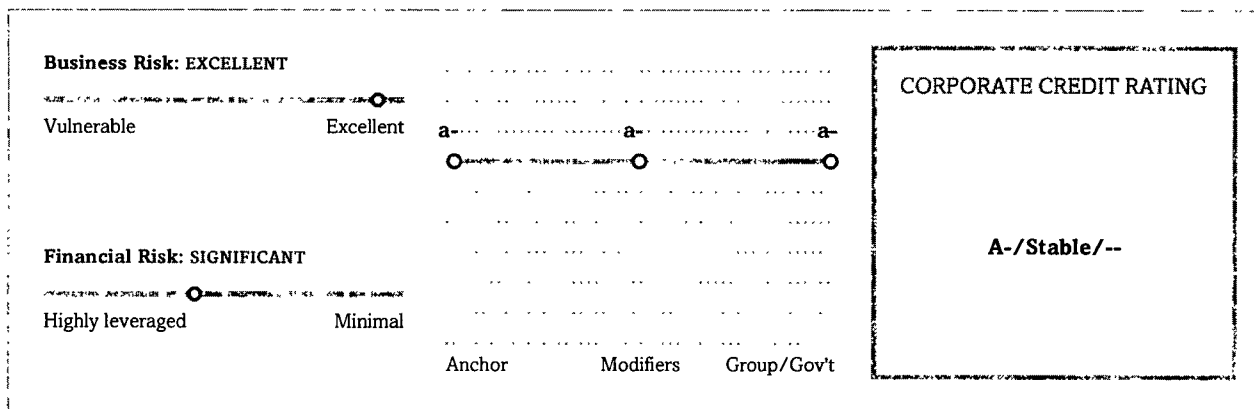 Business Risk: EXCELLENT
Vulnerable Excellent
Financial Risk: SIGNIFICANT
Highly leveraged Minimal
a- a- a-
Anchor Modifiers Group/Gov't
CORPORATE CREDIT RATING
A-/Stable/--